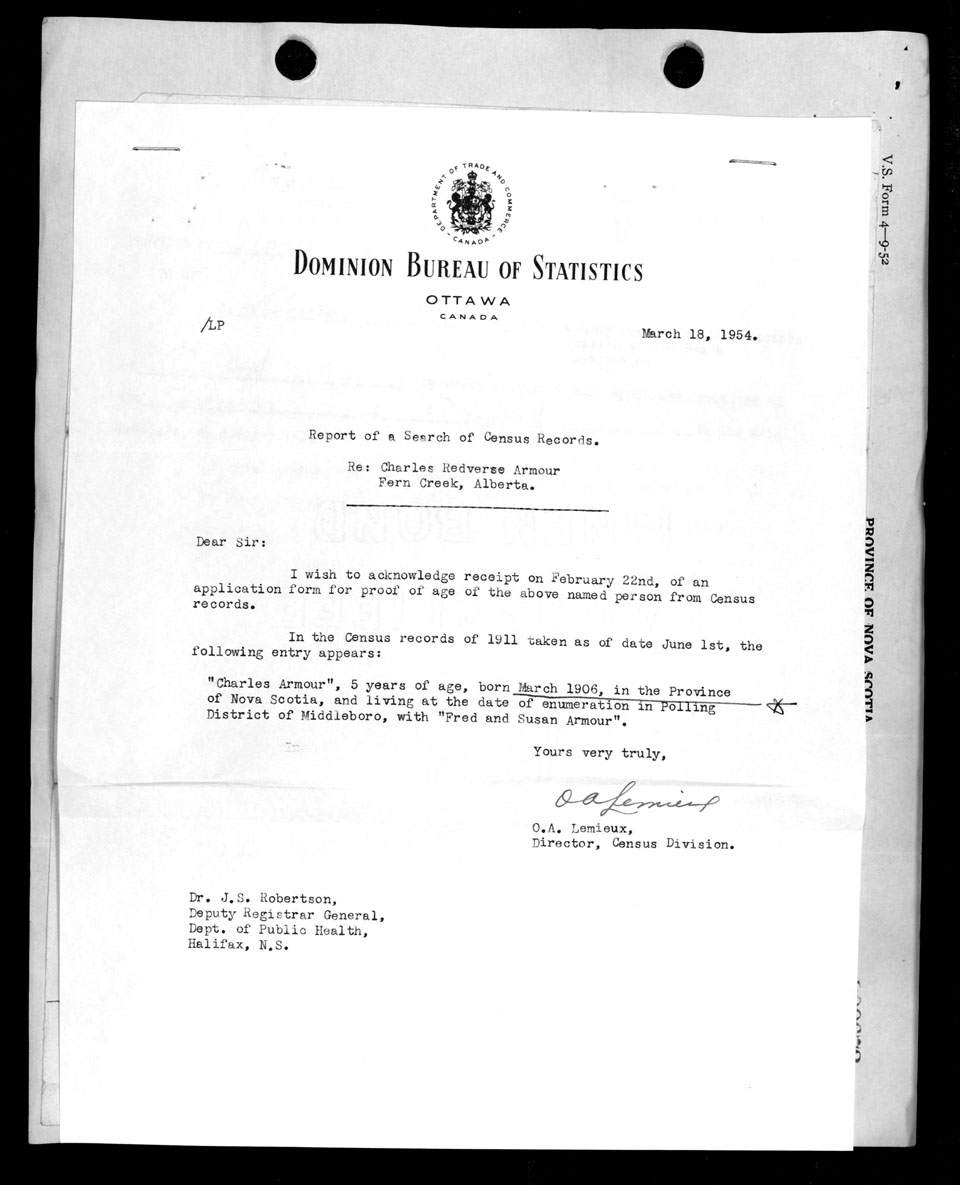 V.S. Form 4—9-52
PROVINCE OF NOVA SCOTIA
DEPARTMENT OF TRADE AND COMMERCE
- CANADA -
DOMINION BUREAU OF STATISTICS
OTTAWA
CANADA
/LP
March 18, 1954.
Report of a Search of Census Records.
Re: Charles Redverse Armour
Fern Creek, Alberta.
Dear Sir:
I wish to acknowledge receipt on February 22nd, of an
application form for proof of age of the above named person from Census
records.
In the Census records of 1911 taken as of date June 1st, the
following entry appears:
"Charles Armour", 5 years of age, born March 1906, in the Province
of Nova Scotia, and living at the date of enumeration in Polling
District of Middleboro, with "Fred and Susan Armour".
Yours very truly,
O A Lemieux
O.A. Lemieux,
Director, Census Division.
Dr. J.S. Robertson,
Deputy Registrar General,
Dept. of Public Health,
Halifax, N.S.